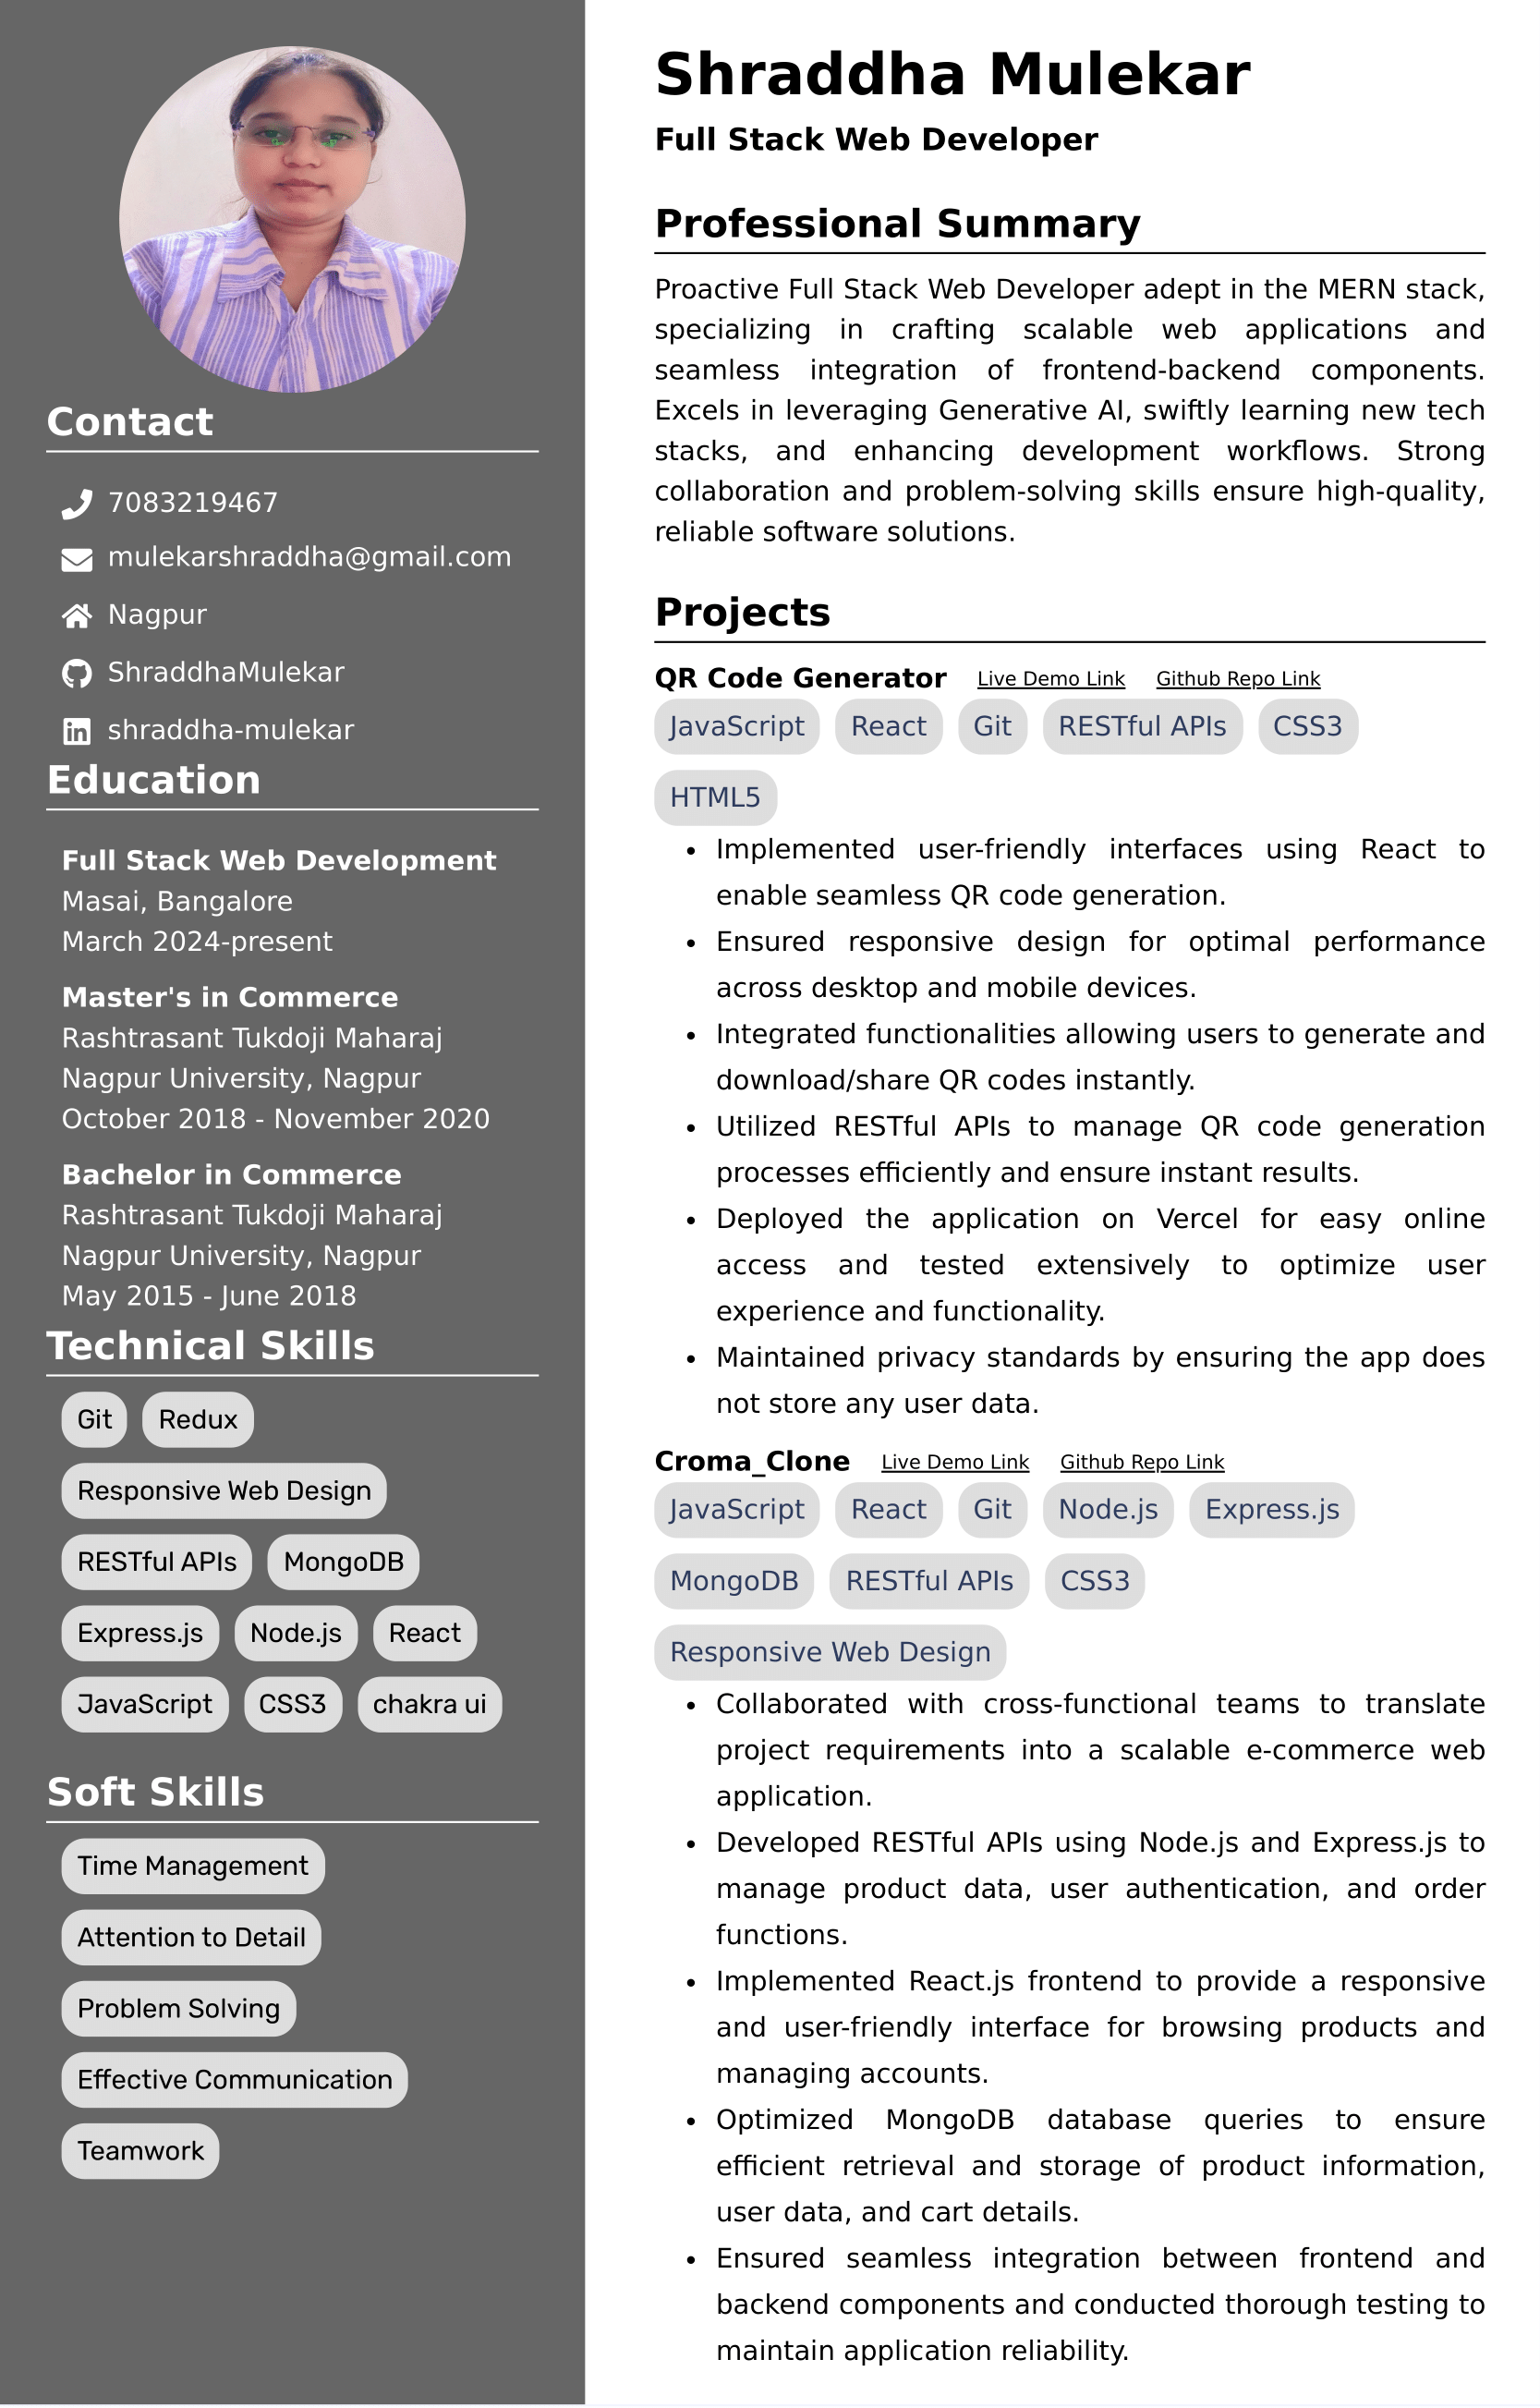 Contact
7083219467
mulekarshraddha@gmail.com
Nagpur
ShraddhaMulekar
shraddha-mulekar
Education
Full Stack Web Development
Masai, Bangalore
March 2024-present
Master's in Commerce
Rashtrasant Tukdoji Maharaj
Nagpur University, Nagpur
October 2018 - November 2020
Bachelor in Commerce
Rashtrasant Tukdoji Maharaj
Nagpur University, Nagpur
May 2015 - June 2018
Technical Skills
Git Redux
Responsive Web Design
RESTful APIs MongoDB
Express.js Node.js React
JavaScript CSS3 chakra ui
Soft Skills
Time Management
Attention to Detail
Problem Solving
Effective Communication
Teamwork
Shraddha Mulekar
Full Stack Web Developer
Professional Summary
Proactive Full Stack Web Developer adept in the MERN stack,
specializing in crafting scalable web applications and
seamless integration of frontend-backend components.
Excels in leveraging Generative AI, swiftly learning new tech
stacks, and enhancing development workflows. Strong
collaboration and problem-solving skills ensure high-quality,
reliable software solutions.
Projects
QR Code Generator Live Demo Link Github Repo Link
JavaScript React Git RESTful APIs CSS3
HTML5
• Implemented user-friendly interfaces using React to
enable seamless QR code generation.
• Ensured responsive design for optimal performance
across desktop and mobile devices.
• Integrated functionalities allowing users to generate and
download/share QR codes instantly.
• Utilized RESTful APIs to manage QR code generation
processes efficiently and ensure instant results.
• Deployed the application on Vercel for easy online
access and tested extensively to optimize user
experience and functionality.
• Maintained privacy standards by ensuring the app does
not store any user data.
Croma_Clone Live Demo Link Github Repo Link
JavaScript React Git Node.js Express.js
MongoDB RESTful APIs CSS3
Responsive Web Design
• Collaborated with cross-functional teams to translate
project requirements into a scalable e-commerce web
application.
• Developed RESTful APIs using Node.js and Express.js to
manage product data, user authentication, and order
functions.
• Implemented React.js frontend to provide a responsive
and user-friendly interface for browsing products and
managing accounts.
• Optimized MongoDB database queries to ensure
efficient retrieval and storage of product information,
user data, and cart details.
• Ensured seamless integration between frontend and
backend components and conducted thorough testing to
maintain application reliability.